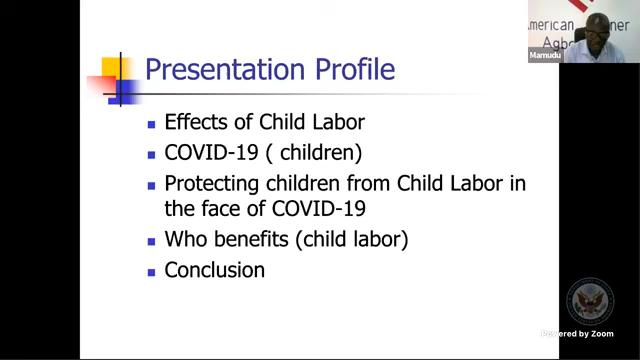 American Corner
Agbo
Mamudu
Presentation Profile
Effects of Child Labor
COVID-19 ( children)
Protecting children from Child Labor in
the face of COVID-19
Who benefits (child labor)
Conclusion
Powered by Zoom